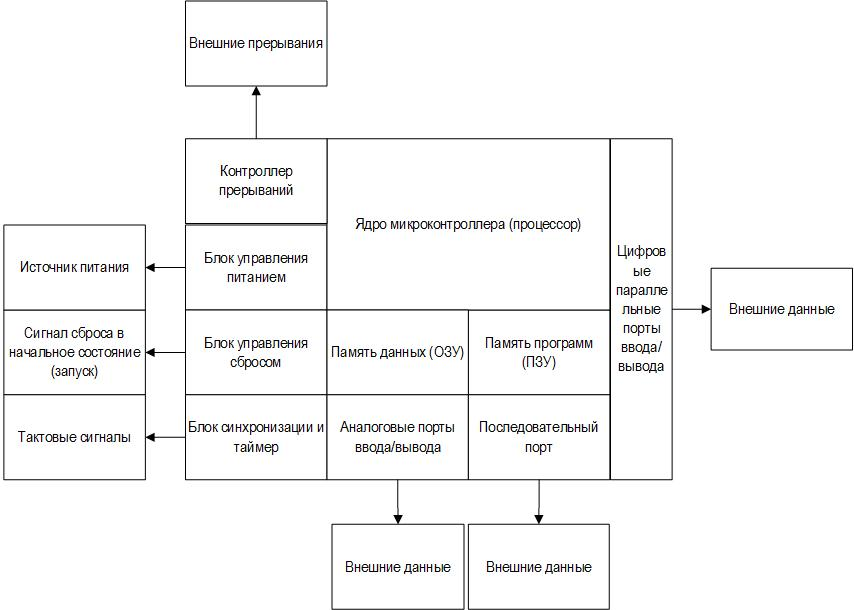 Внешние прерывания
Контроллер
прерываний
Ядро микроконтроллера (процессор)
Источник питания
Блок управления
питанием
Цифров
ые
паралле
льные
порты
ввода/
вывода
Внешние данные
Сигнал сброса в
начальное состояние
(запуск)
Блок управления
сбросом
Память данных (ОЗУ)
Память программ
(ПЗУ)
Тактовые сигналы
Блок синхронизации и
таймер
Аналоговые порты
ввода/вывода
Последовательный
порт
Внешние данные
Внешние данные